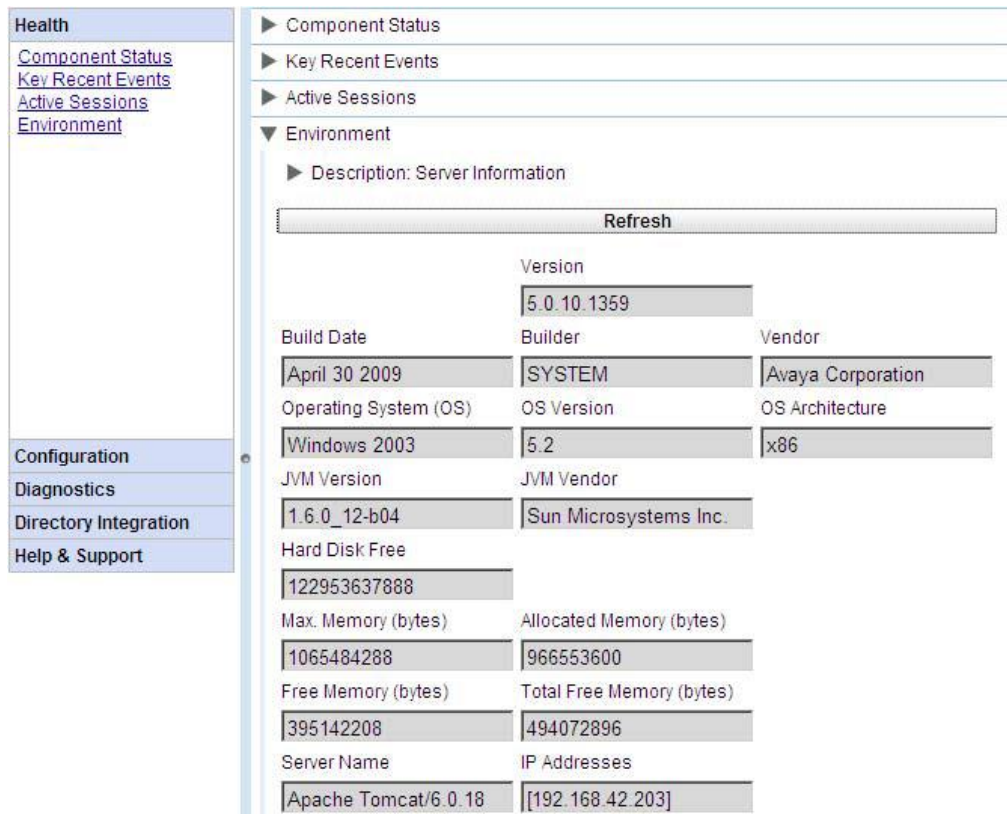 Health
Component Status
Key Recent Events
Active Sessions
Environment
Configuration
Diagnostics
Directory Integration
Help & Support
Component Status
Key Recent Events
Active Sessions
Environment
Description: Server Information
Refresh
Version
5.0.10.1359
Build Date Builder Vendor
April 30 2009 SYSTEM Avaya Corporation
Operating System (OS) OS Version OS Architecture
Windows 2003 5.2 x86
JVM Version JVM Vendor
1.6.0_12-b04 Sun Microsystems Inc.
Hard Disk Free
122953637888
Max. Memory (bytes) Allocated Memory (bytes)
1065484288 966553600
Free Memory (bytes) Total Free Memory (bytes)
395142208 494072896
Server Name IP Addresses
Apache Tomcat/6.0.18 [192.168.42.203]